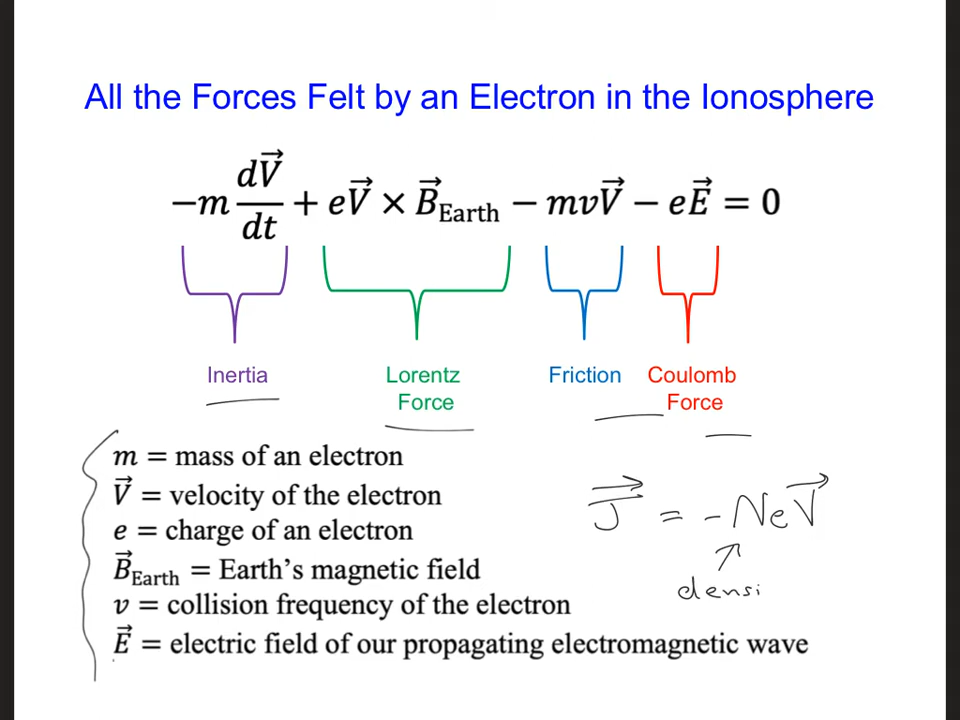 All the Forces Felt by an Electron in the Ionosphere
−m dV⃗/dt + eV⃗ × B⃗_Earth − mνV⃗ − eE⃗ = 0
Inertia
Lorentz Force
Friction
Coulomb Force
m = mass of an electron
V⃗ = velocity of the electron
e = charge of an electron
B⃗_Earth = Earth's magnetic field
ν = collision frequency of the electron
E⃗ = electric field of our propagating electromagnetic wave
J⃗ = -NeV⃗
densi